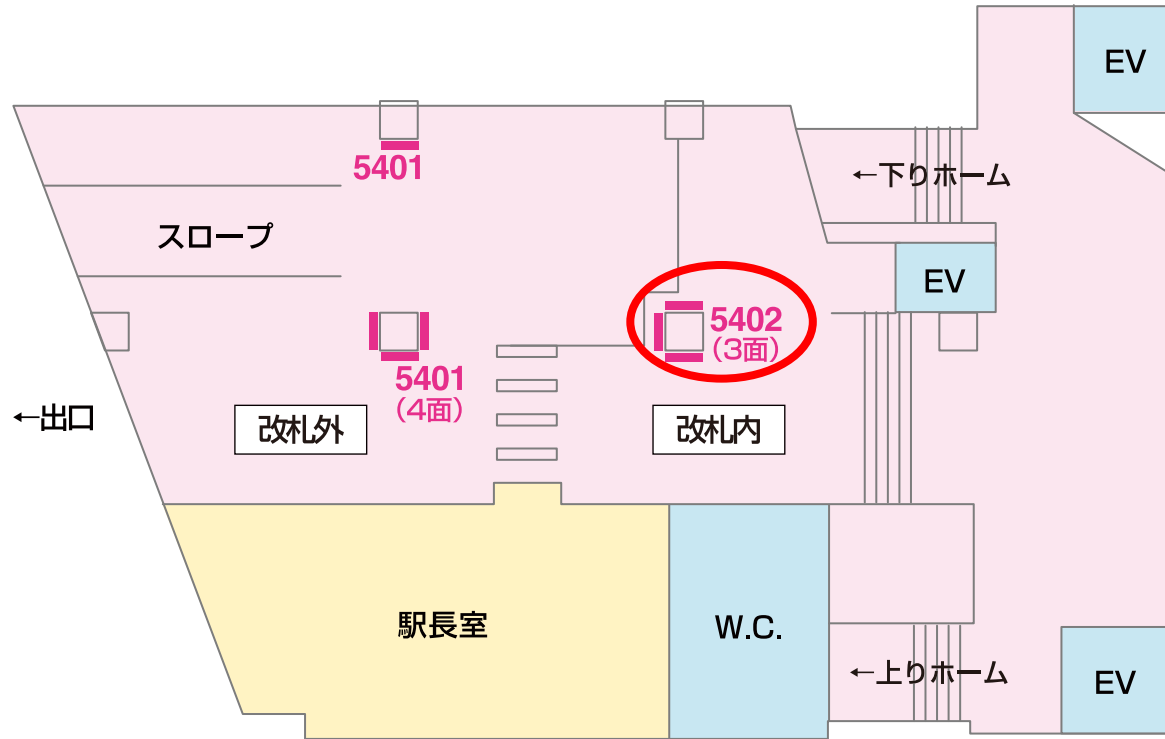 EV
5401
←下りホーム
スロープ
EV
5402
(3面)
5401
(4面)
←出口
改札外
改札内
駅長室
W.C.
←上りホーム
EV